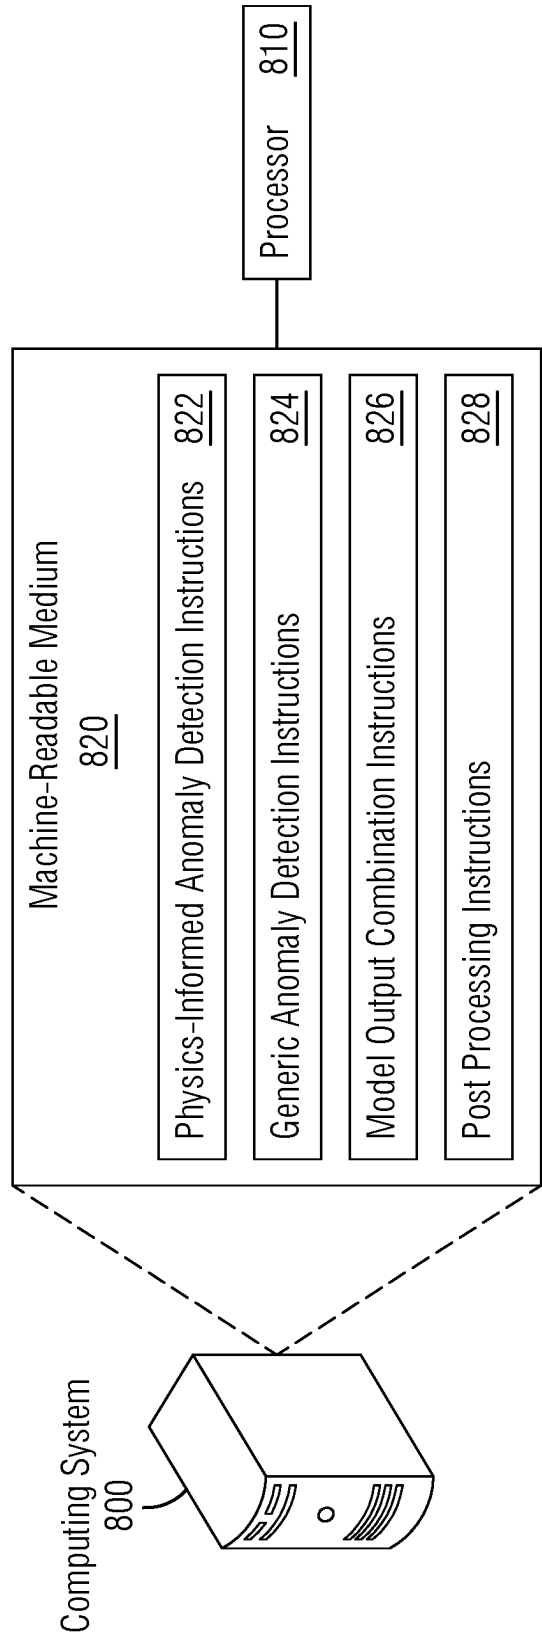 Computing System
800
Machine-Readable Medium
820
Physics-Informed Anomaly Detection Instructions 822
Generic Anomaly Detection Instructions 824
Model Output Combination Instructions 826
Post Processing Instructions 828
Processor 810